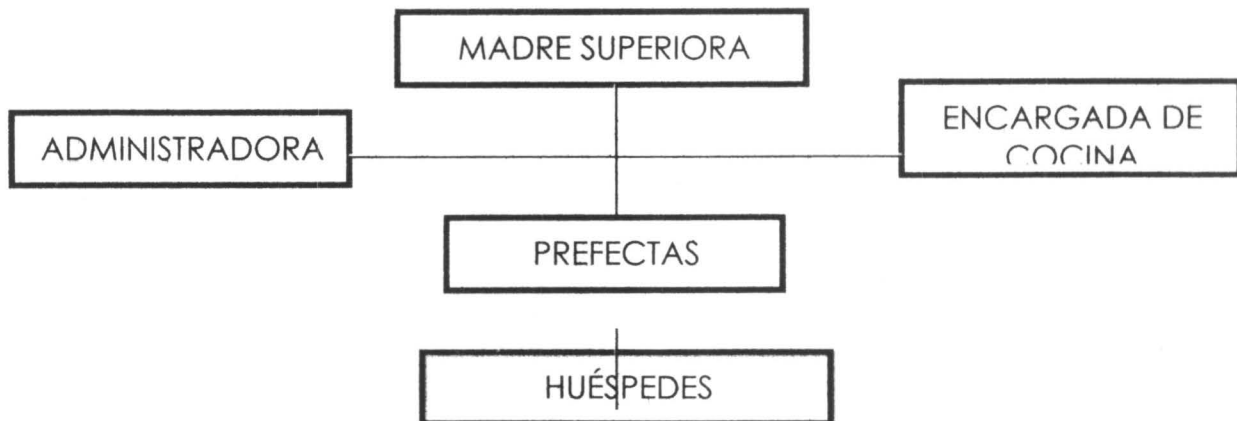 MADRE SUPERIORA
ADMINISTRADORA
ENCARGADA DE
COCINA
PREFECTAS
HUÉSPEDES